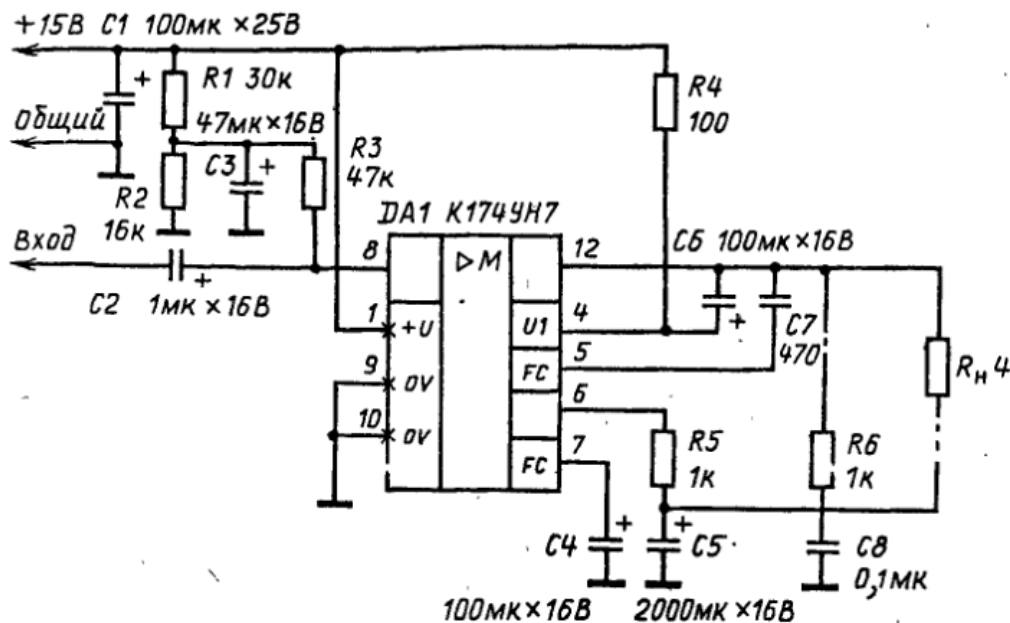 +15В C1 100мк ×25В
R1 30к
R4
100
Общий
47мк×16В
C3
R3
47к
R2
16к
DA1 К174УН7
Вход
C2 1мк ×16В
8
1
9
10
+U
0V
0V
▷M
U1
FC
FC
12
4
5
6
7
C6 100мк×16В
C7
470
Rн 4
R5
1к
R6
1к
C4
100мк×16В
C5
2000мк×16В
C8
0,1мк
+
+
+
+
+
+